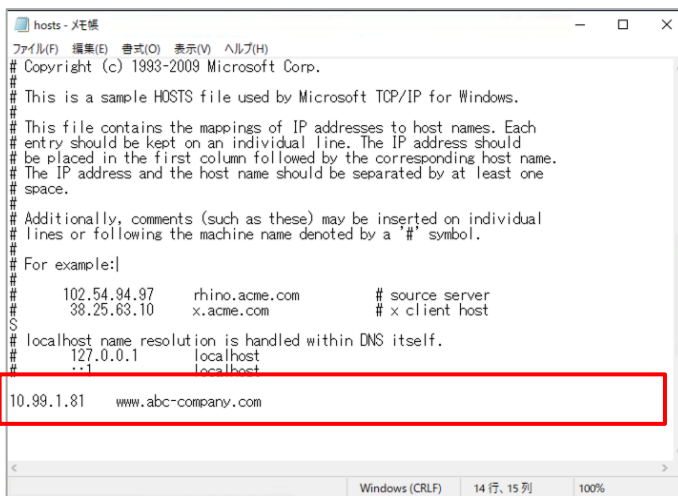 hosts - メモ帳
ファイル(F) 編集(E) 書式(O) 表示(V) ヘルプ(H)
# Copyright (c) 1993-2009 Microsoft Corp.
#
# This is a sample HOSTS file used by Microsoft TCP/IP for Windows.
#
# This file contains the mappings of IP addresses to host names. Each
# entry should be kept on an individual line. The IP address should
# be placed in the first column followed by the corresponding host name.
# The IP address and the host name should be separated by at least one
# space.
#
# Additionally, comments (such as these) may be inserted on individual
# lines or following the machine name denoted by a '#' symbol.
#
# For example:
#
# 102.54.94.97 rhino.acme.com # source server
# 38.25.63.10 x.acme.com # x client host
S
# localhost name resolution is handled within DNS itself.
# 127.0.0.1 localhost
# ::1 localhost
10.99.1.81 www.abc-company.com
Windows (CRLF) 14 行、15 列 100%